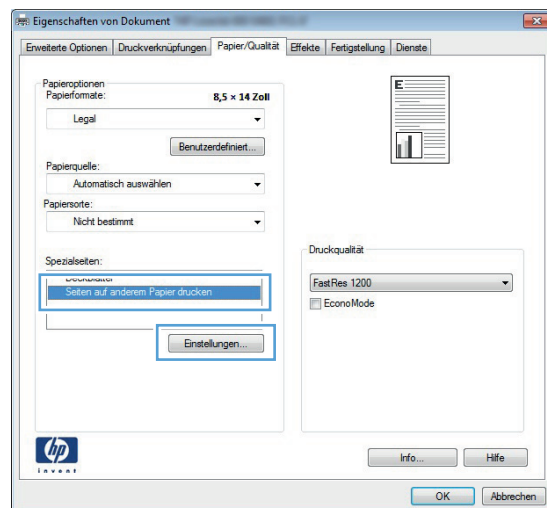 Eigenschaften von Dokument
Erweiterte Optionen Druckverknüpfungen Papier/Qualität Effekte Fertigstellung Dienste
Papieroptionen
Papierformate: 8,5 × 14 Zoll
Legal
Benutzerdefiniert...
Papierquelle:
Automatisch auswählen
Papiersorte:
Nicht bestimmt
Spezialseiten:
Deckblätter
Seiten auf anderem Papier drucken
Einstellungen...
E
Druckqualität
FastRes 1200
EconoMode
hp
invent
Info... Hilfe
OK Abbrechen